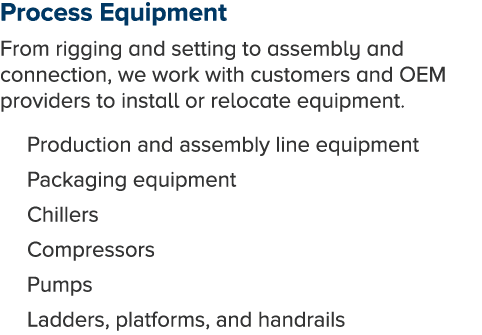 Process Equipment
From rigging and setting to assembly and
connection, we work with customers and OEM
providers to install or relocate equipment.
Production and assembly line equipment
Packaging equipment
Chillers
Compressors
Pumps
Ladders, platforms, and handrails